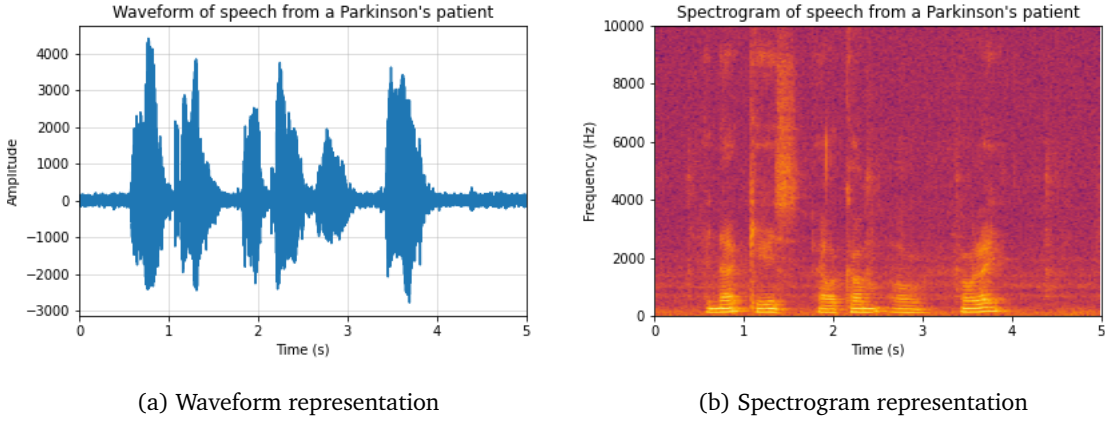 Waveform of speech from a Parkinson's patient
4000
3000
2000
1000
0
−1000
−2000
−3000
Amplitude
0 1 2 3 4 5
Time (s)
(a) Waveform representation
Spectrogram of speech from a Parkinson's patient
10000
8000
6000
4000
2000
0
Frequency (Hz)
0 1 2 3 4 5
Time (s)
(b) Spectrogram representation